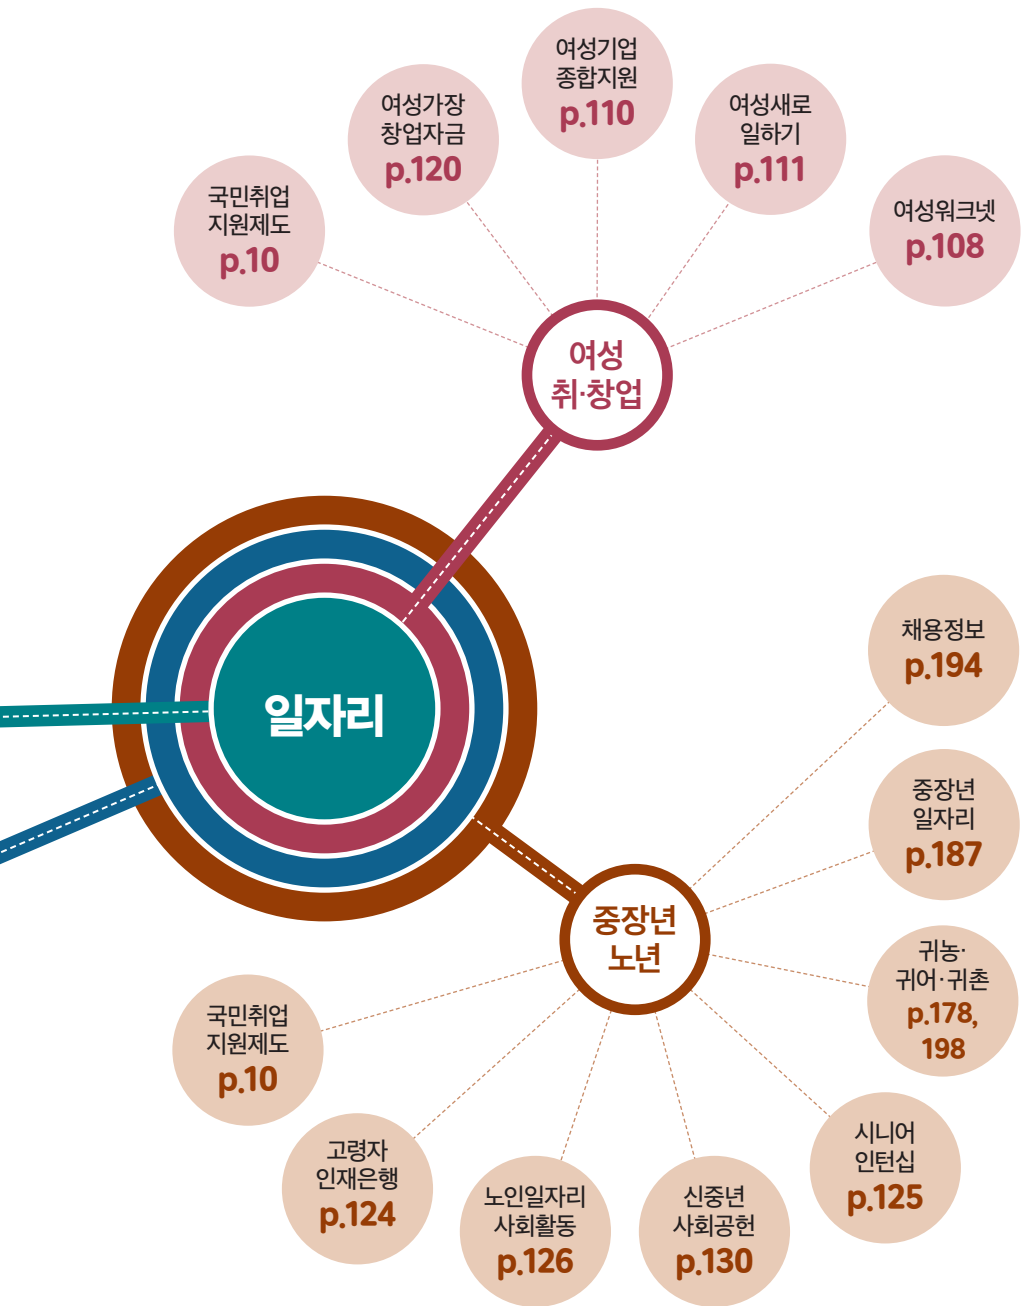 여성기업
종합지원
p.110
여성가장
창업자금
p.120
여성새로
일하기
p.111
국민취업
지원제도
p.10
여성워크넷
p.108
여성
취·창업
일자리
채용정보
p.194
중장년
일자리
p.187
중장년
노년
귀농·
귀어·귀촌
p.178,
198
국민취업
지원제도
p.10
고령자
인재은행
p.124
노인일자리
사회활동
p.126
신중년
사회공헌
p.130
시니어
인턴십
p.125